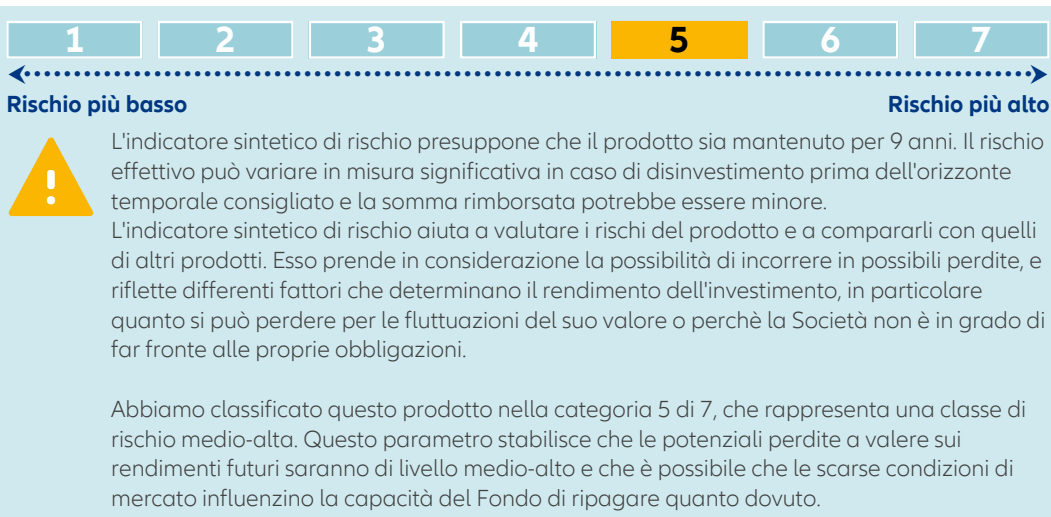 1 2 3 4 5 6 7
Rischio più basso Rischio più alto
L'indicatore sintetico di rischio presuppone che il prodotto sia mantenuto per 9 anni. Il rischio
effettivo può variare in misura significativa in caso di disinvestimento prima dell'orizzonte
temporale consigliato e la somma rimborsata potrebbe essere minore.
L'indicatore sintetico di rischio aiuta a valutare i rischi del prodotto e a compararli con quelli
di altri prodotti. Esso prende in considerazione la possibilità di incorrere in possibili perdite, e
riflette differenti fattori che determinano il rendimento dell'investimento, in particolare
quanto si può perdere per le fluttuazioni del suo valore o perchè la Società non è in grado di
far fronte alle proprie obbligazioni.
Abbiamo classificato questo prodotto nella categoria 5 di 7, che rappresenta una classe di
rischio medio-alta. Questo parametro stabilisce che le potenziali perdite a valere sui
rendimenti futuri saranno di livello medio-alto e che è possibile che le scarse condizioni di
mercato influenzino la capacità del Fondo di ripagare quanto dovuto.